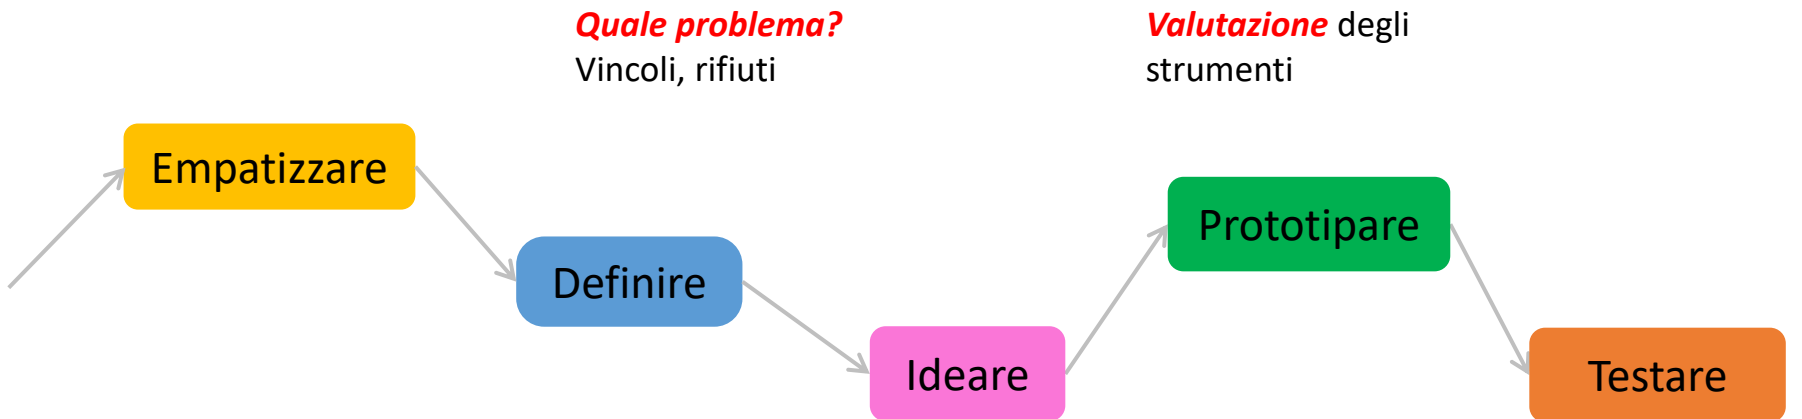 Quale problema?
Vincoli, rifiuti
Valutazione degli
strumenti
Empatizzare
Definire
Ideare
Prototipare
Testare